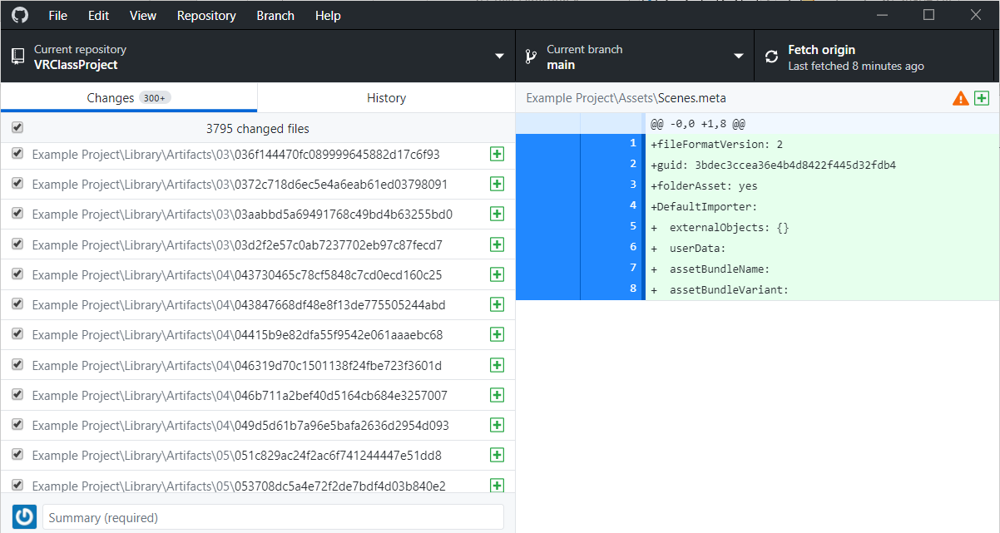 File Edit View Repository Branch Help
Current repository
VRClassProject
Current branch
main
Fetch origin
Last fetched 8 minutes ago
Changes 300+
History
3795 changed files
Example Project\Library\Artifacts\03\036f144470fc089999645882d17c6f93
Example Project\Library\Artifacts\03\0372c718d6ec5e4a6eab61ed03798091
Example Project\Library\Artifacts\03\03aabbd5a69491768c49bd4b63255bd0
Example Project\Library\Artifacts\03\03d2f2e57c0ab7237702eb97c87fecd7
Example Project\Library\Artifacts\04\043730465c78cf5848c7cd0ecd160c25
Example Project\Library\Artifacts\04\043847668df48e8f13de775505244abd
Example Project\Library\Artifacts\04\04415b9e82dfa55f9542e061aaaebc68
Example Project\Library\Artifacts\04\046319d70c1501138f24fbe723f3601d
Example Project\Library\Artifacts\04\046b711a2bef40d5164cb684e3257007
Example Project\Library\Artifacts\04\049d5d61b7a96e5bafa2636d2954d093
Example Project\Library\Artifacts\05\051c829ac24f2ac6f741244447e51dd8
Example Project\Library\Artifacts\05\053708dc5a4e72f2de7bdf4d03b840e2
Summary (required)
Example Project\Assets\Scenes.meta
@@ -0,0 +1,8 @@
1 +fileFormatVersion: 2
2 +guid: 3bdec3ccea36e4b4d8422f445d32fdb4
3 +folderAsset: yes
4 +DefaultImporter:
5 +  externalObjects: {}
6 +  userData:
7 +  assetBundleName:
8 +  assetBundleVariant: